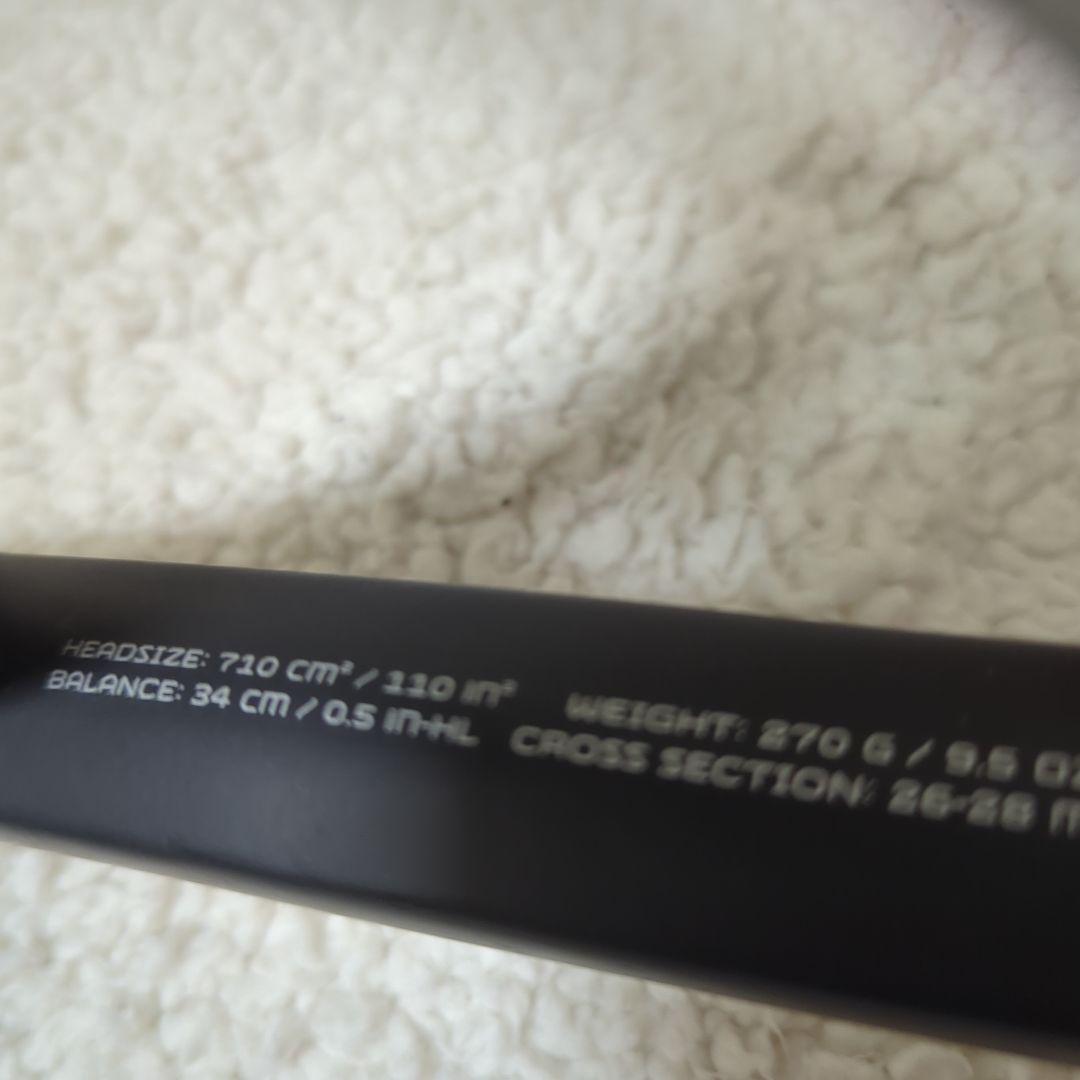 HEADSIZE: 710 cm² / 110 in² WEIGHT: 270 G / 9.5 OZ
BALANCE: 34 CM / 0.5 IN-HL CROSS SECTION: 26-28